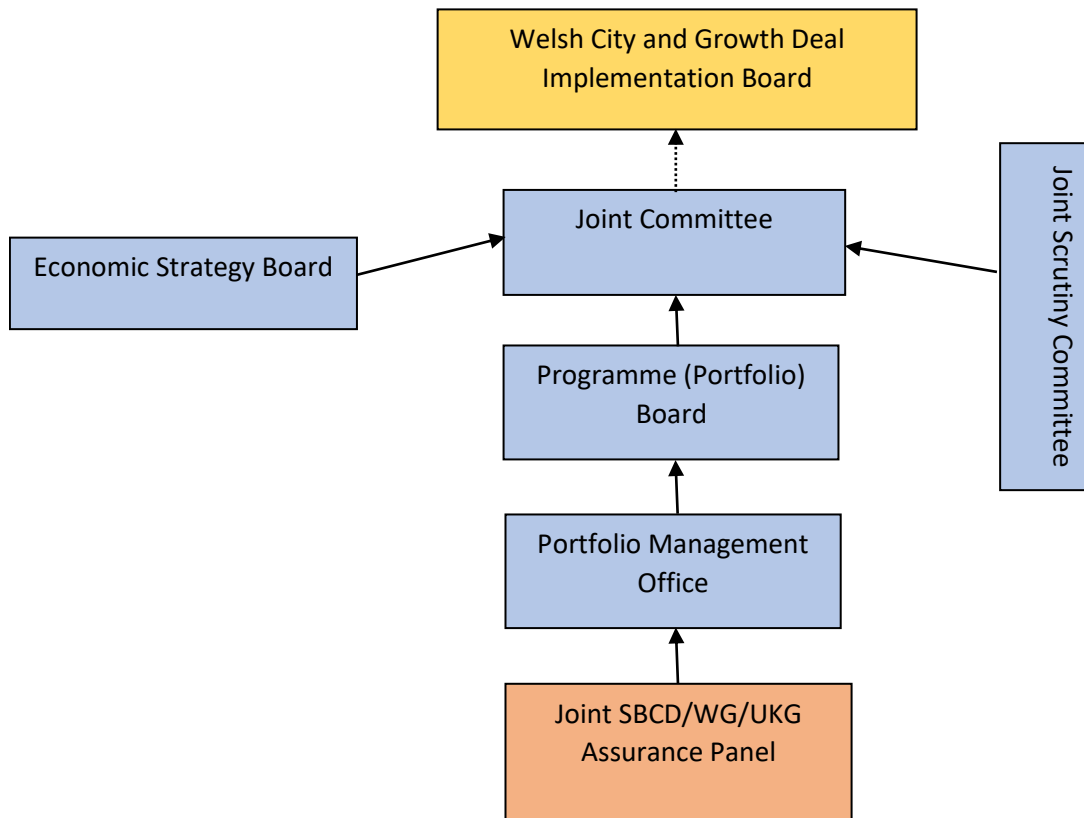 Welsh City and Growth Deal
Implementation Board
Joint Committee
Economic Strategy Board
Joint Scrutiny Committee
Programme (Portfolio)
Board
Portfolio Management
Office
Joint SBCD/WG/UKG
Assurance Panel